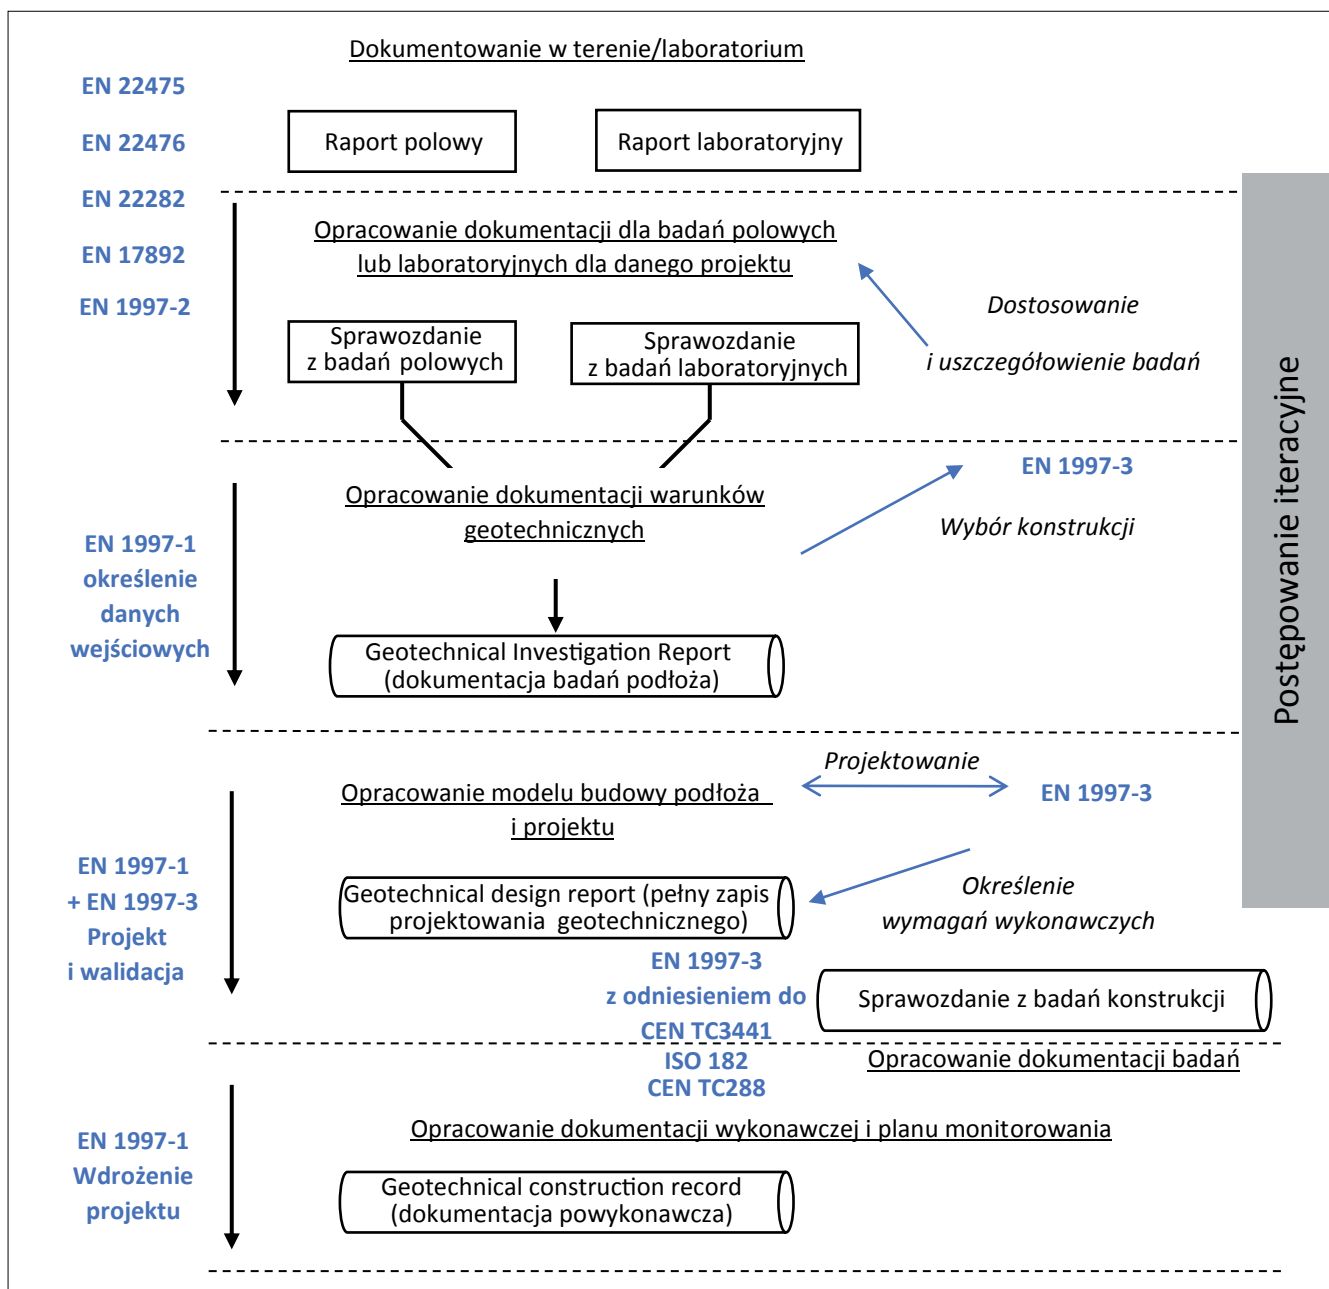 Dokumentowanie w terenie/laboratorium
EN 22475
EN 22476
Raport polowy
Raport laboratoryjny
EN 22282
Opracowanie dokumentacji dla badań polowych
lub laboratoryjnych dla danego projektu
EN 17892
EN 1997-2
Dostosowanie
i uszczegółowienie badań
Sprawozdanie
z badań polowych
Sprawozdanie
z badań laboratoryjnych
Postępowanie iteracyjne
EN 1997-3
Opracowanie dokumentacji warunków
geotechnicznych
Wybór konstrukcji
EN 1997-1
określenie
danych
wejściowych
Geotechnical Investigation Report
(dokumentacja badań podłoża)
Projektowanie
EN 1997-3
Opracowanie modelu budowy podłoża
i projektu
EN 1997-1
+ EN 1997-3
Projekt
i walidacja
Geotechnical design report (pełny zapis
projektowania geotechnicznego)
Określenie
wymagań wykonawczych
EN 1997-3
z odniesieniem do
CEN TC3441
ISO 182
CEN TC288
Sprawozdanie z badań konstrukcji
Opracowanie dokumentacji badań
Opracowanie dokumentacji wykonawczej i planu monitorowania
EN 1997-1
Wdrożenie
projektu
Geotechnical construction record
(dokumentacja powykonawcza)